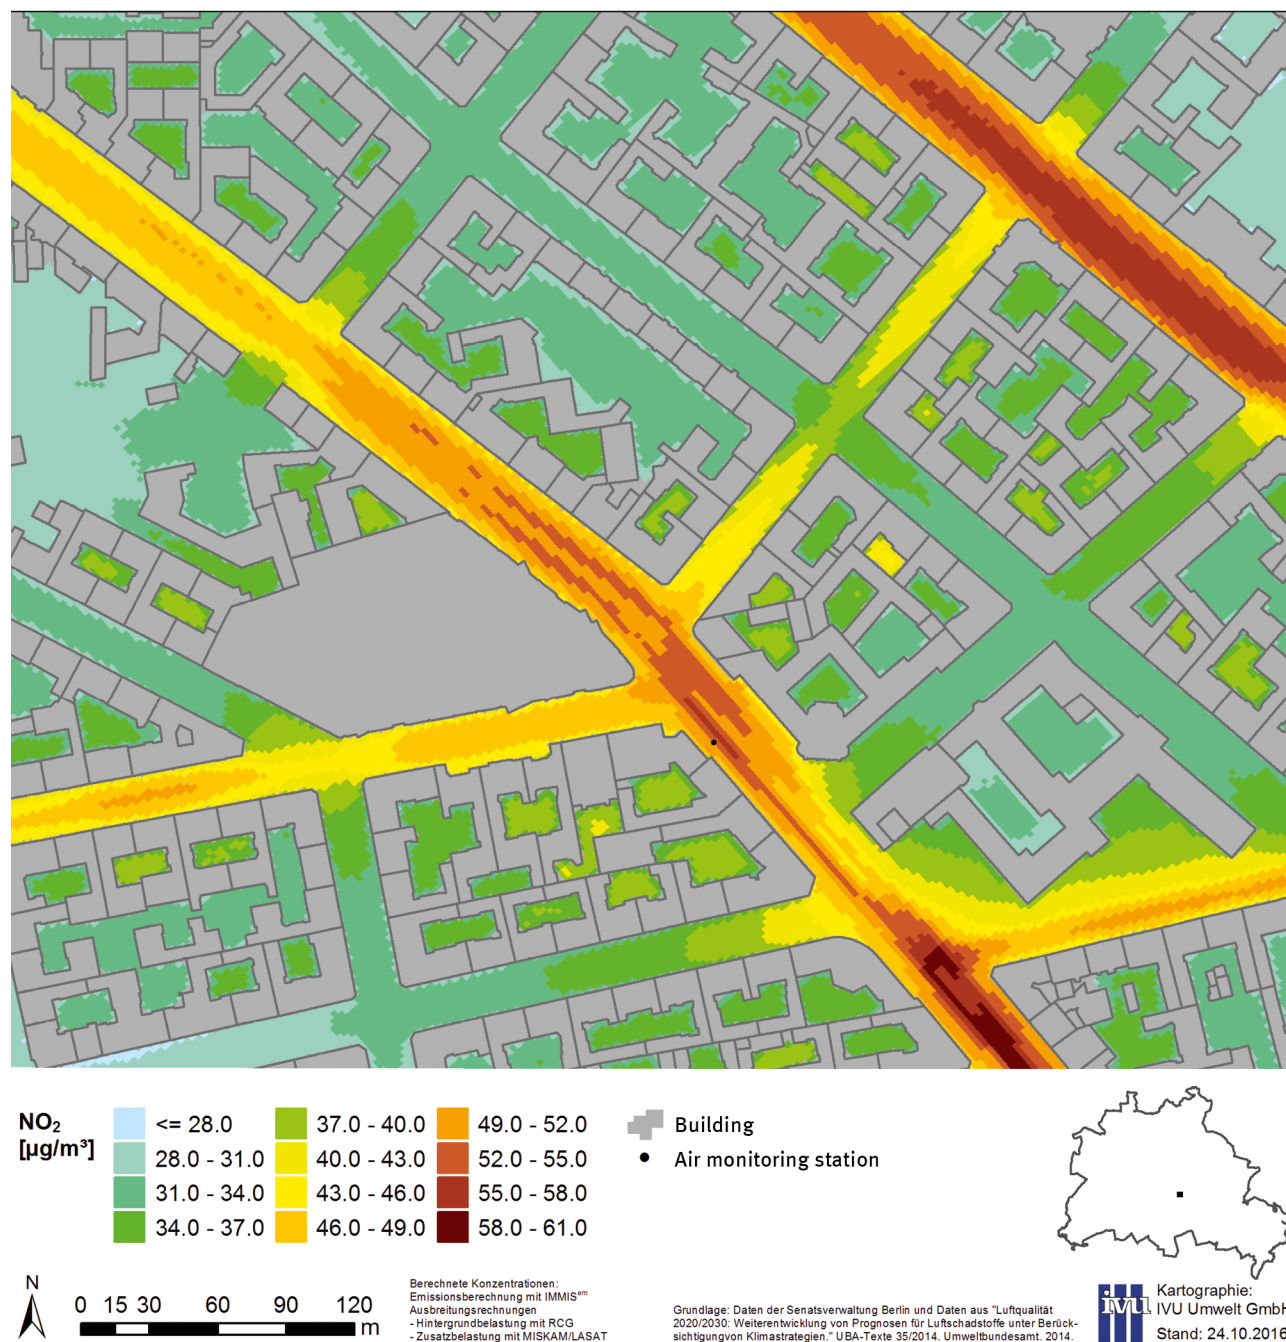 NO₂
[µg/m³]
<= 28.0
28.0 - 31.0
31.0 - 34.0
34.0 - 37.0
37.0 - 40.0
40.0 - 43.0
43.0 - 46.0
46.0 - 49.0
49.0 - 52.0
52.0 - 55.0
55.0 - 58.0
58.0 - 61.0
Building
Air monitoring station
N
0 15 30 60 90 120
m
Berechnete Konzentrationen:
Emissionsberechnung mit IMMISᵉᵐ
Ausbreitungsrechnungen
- Hintergrundbelastung mit RCG
- Zusatzbelastung mit MISKAM/LASAT
Grundlage: Daten der Senatsverwaltung Berlin und Daten aus "Luftqualität
2020/2030: Weiterentwicklung von Prognosen für Luftschadstoffe unter Berück-
sichtigungvon Klimastrategien." UBA-Texte 35/2014. Umweltbundesamt. 2014.
ivu
Kartographie:
IVU Umwelt GmbH
Stand: 24.10.2016